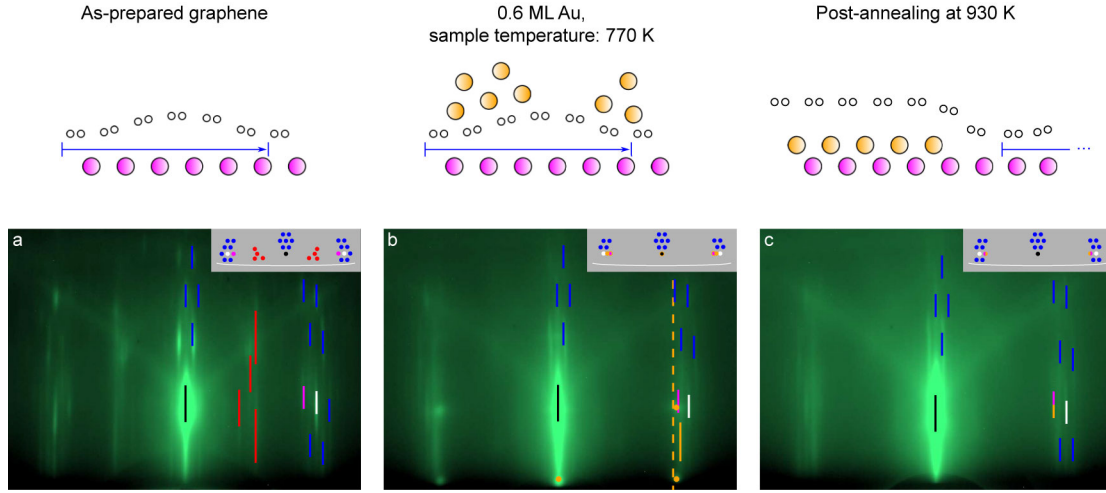 As-prepared graphene
0.6 ML Au,
sample temperature: 770 K
Post-annealing at 930 K
...
a
b
c